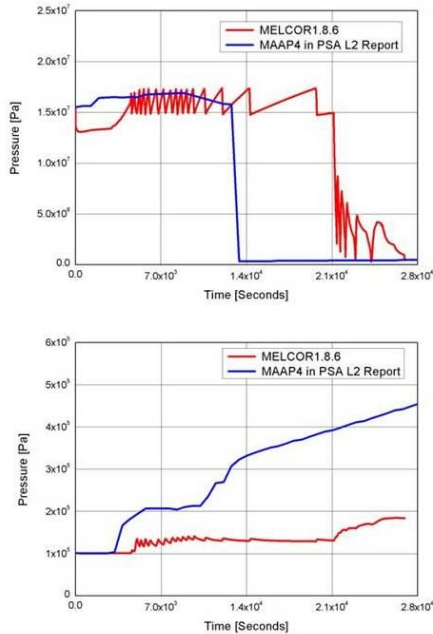 2.5x10⁷
MELCOR1.8.6
MAAP4 in PSA L2 Report
2.0x10⁷
1.5x10⁷
1.0x10⁷
5.0x10⁶
0.0
Pressure [Pa]
0.0 7.0x10³ 1.4x10⁴ 2.1x10⁴ 2.8x10⁴
Time [Seconds]
6x10⁵
MELCOR1.8.6
MAAP4 in PSA L2 Report
5x10⁵
4x10⁵
3x10⁵
2x10⁵
1x10⁵
0
Pressure [Pa]
0.0 7.0x10³ 1.4x10⁴ 2.1x10⁴ 2.8x10⁴
Time [Seconds]